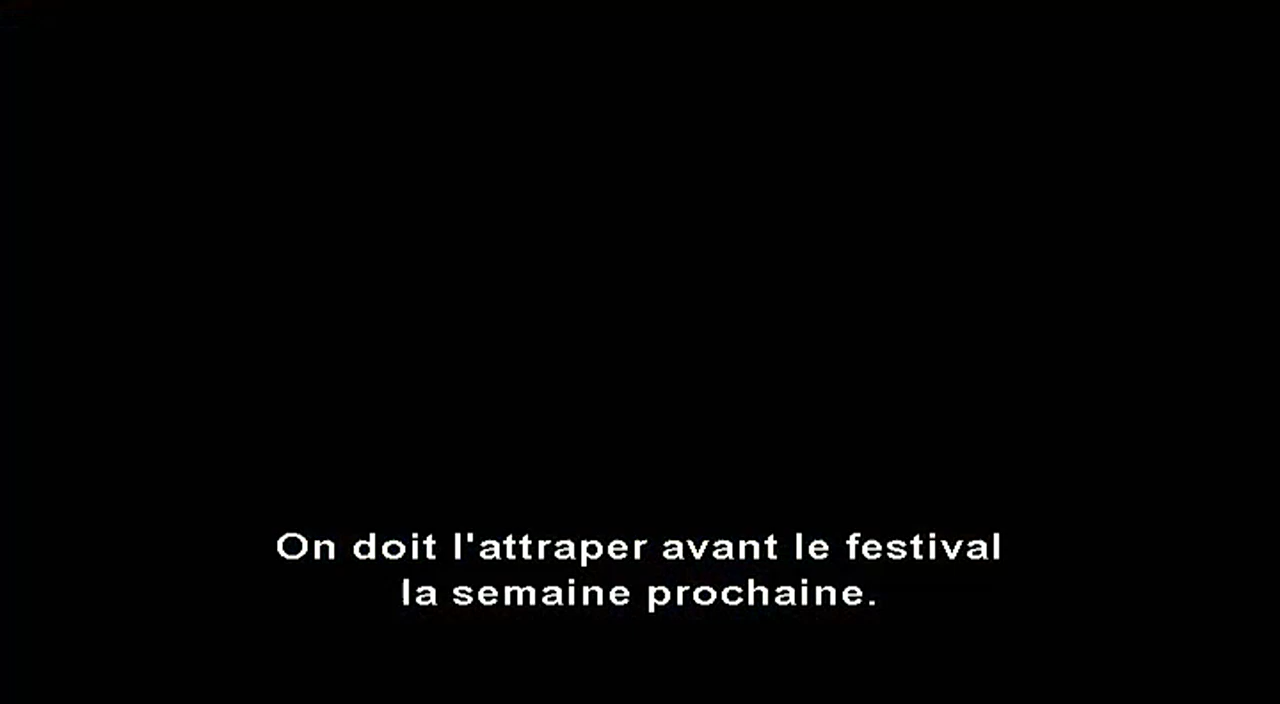 On doit l'attraper avant le festival
la semaine prochaine.